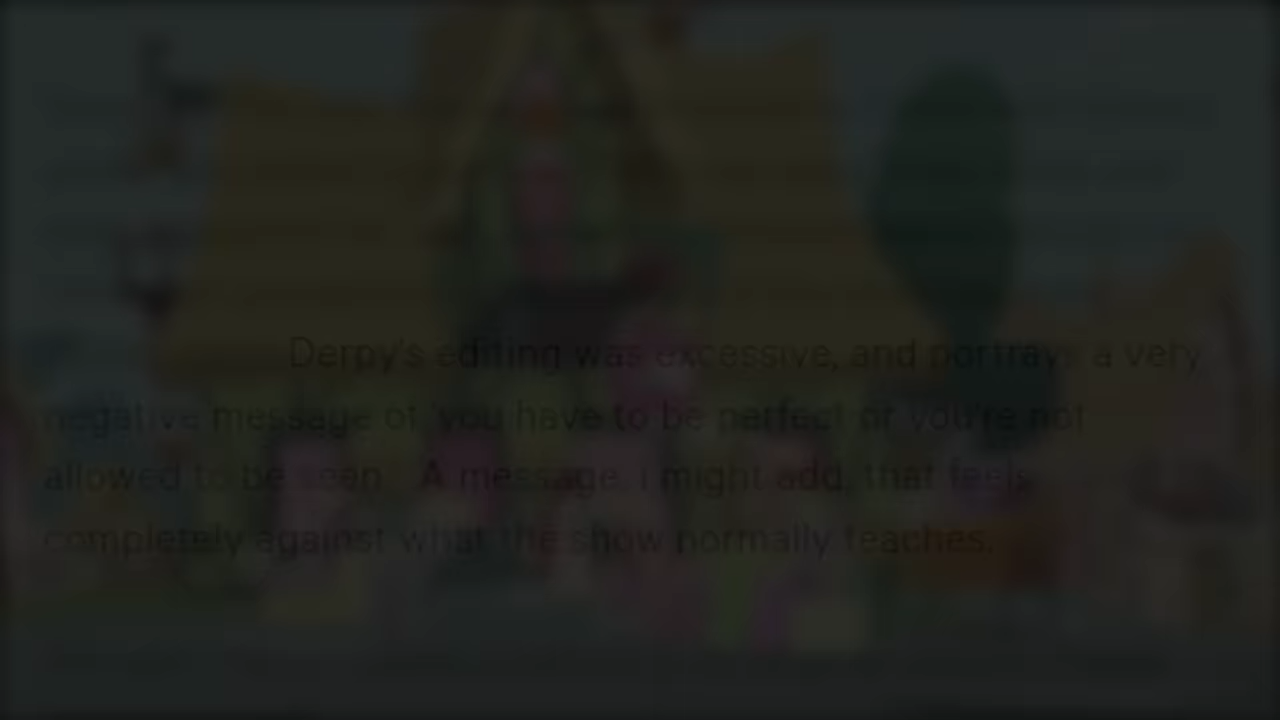 Derpy's editing was excessive, and portrays a very
negative message of 'you have to be perfect or you're not
allowed to be seen.' A message, I might add, that feels
completely against what the show normally teaches.